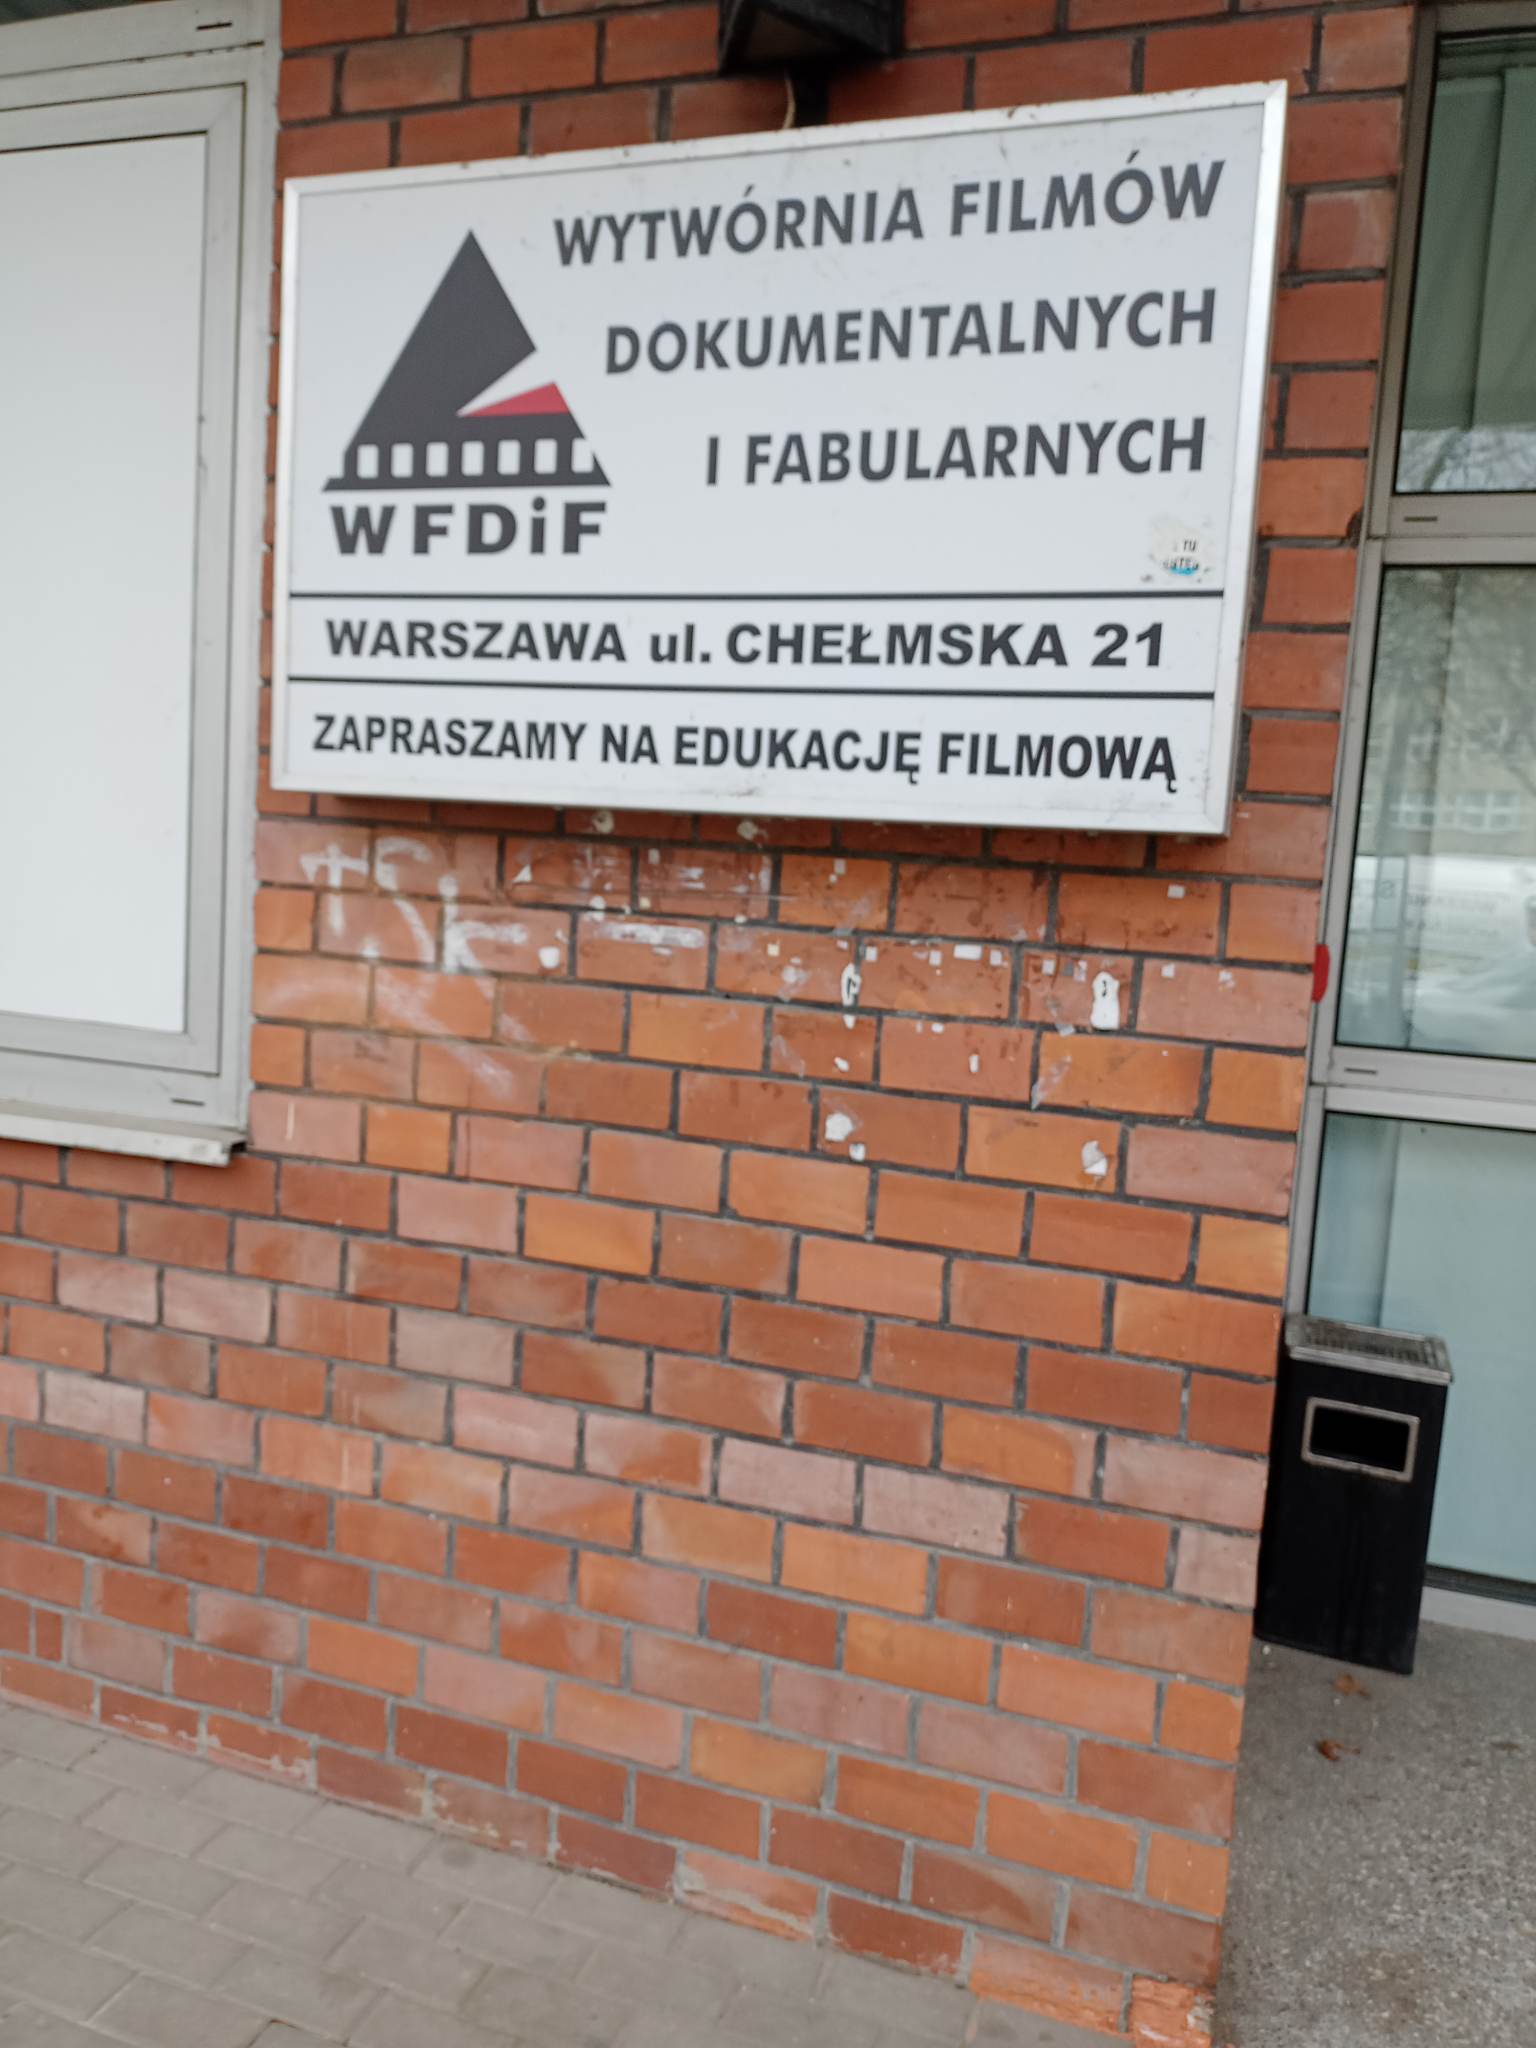 WYTWÓRNIA FILMÓW
DOKUMENTALNYCH
I FABULARNYCH
WFDiF
WARSZAWA ul. CHEŁMSKA 21
ZAPRASZAMY NA EDUKACJĘ FILMOWĄ